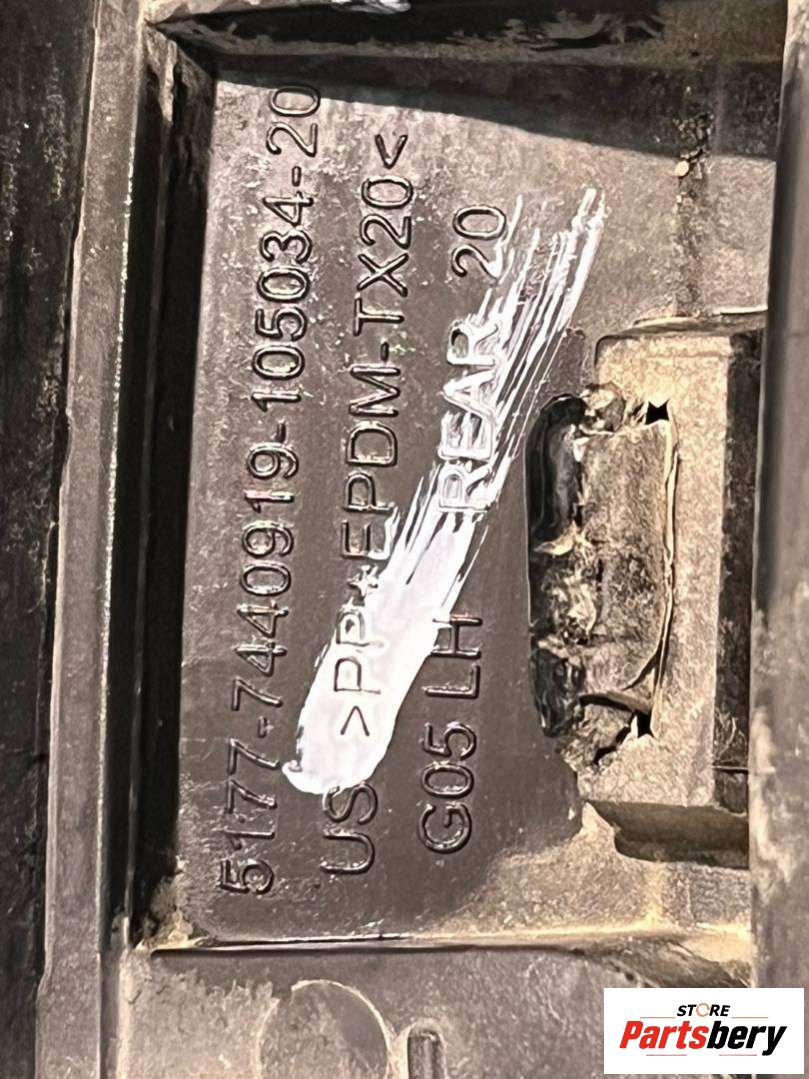 5177-7440919-105034-20
US >PP+EPDM-TX20<
G05 LH REAR 20
STORE
Partsbery